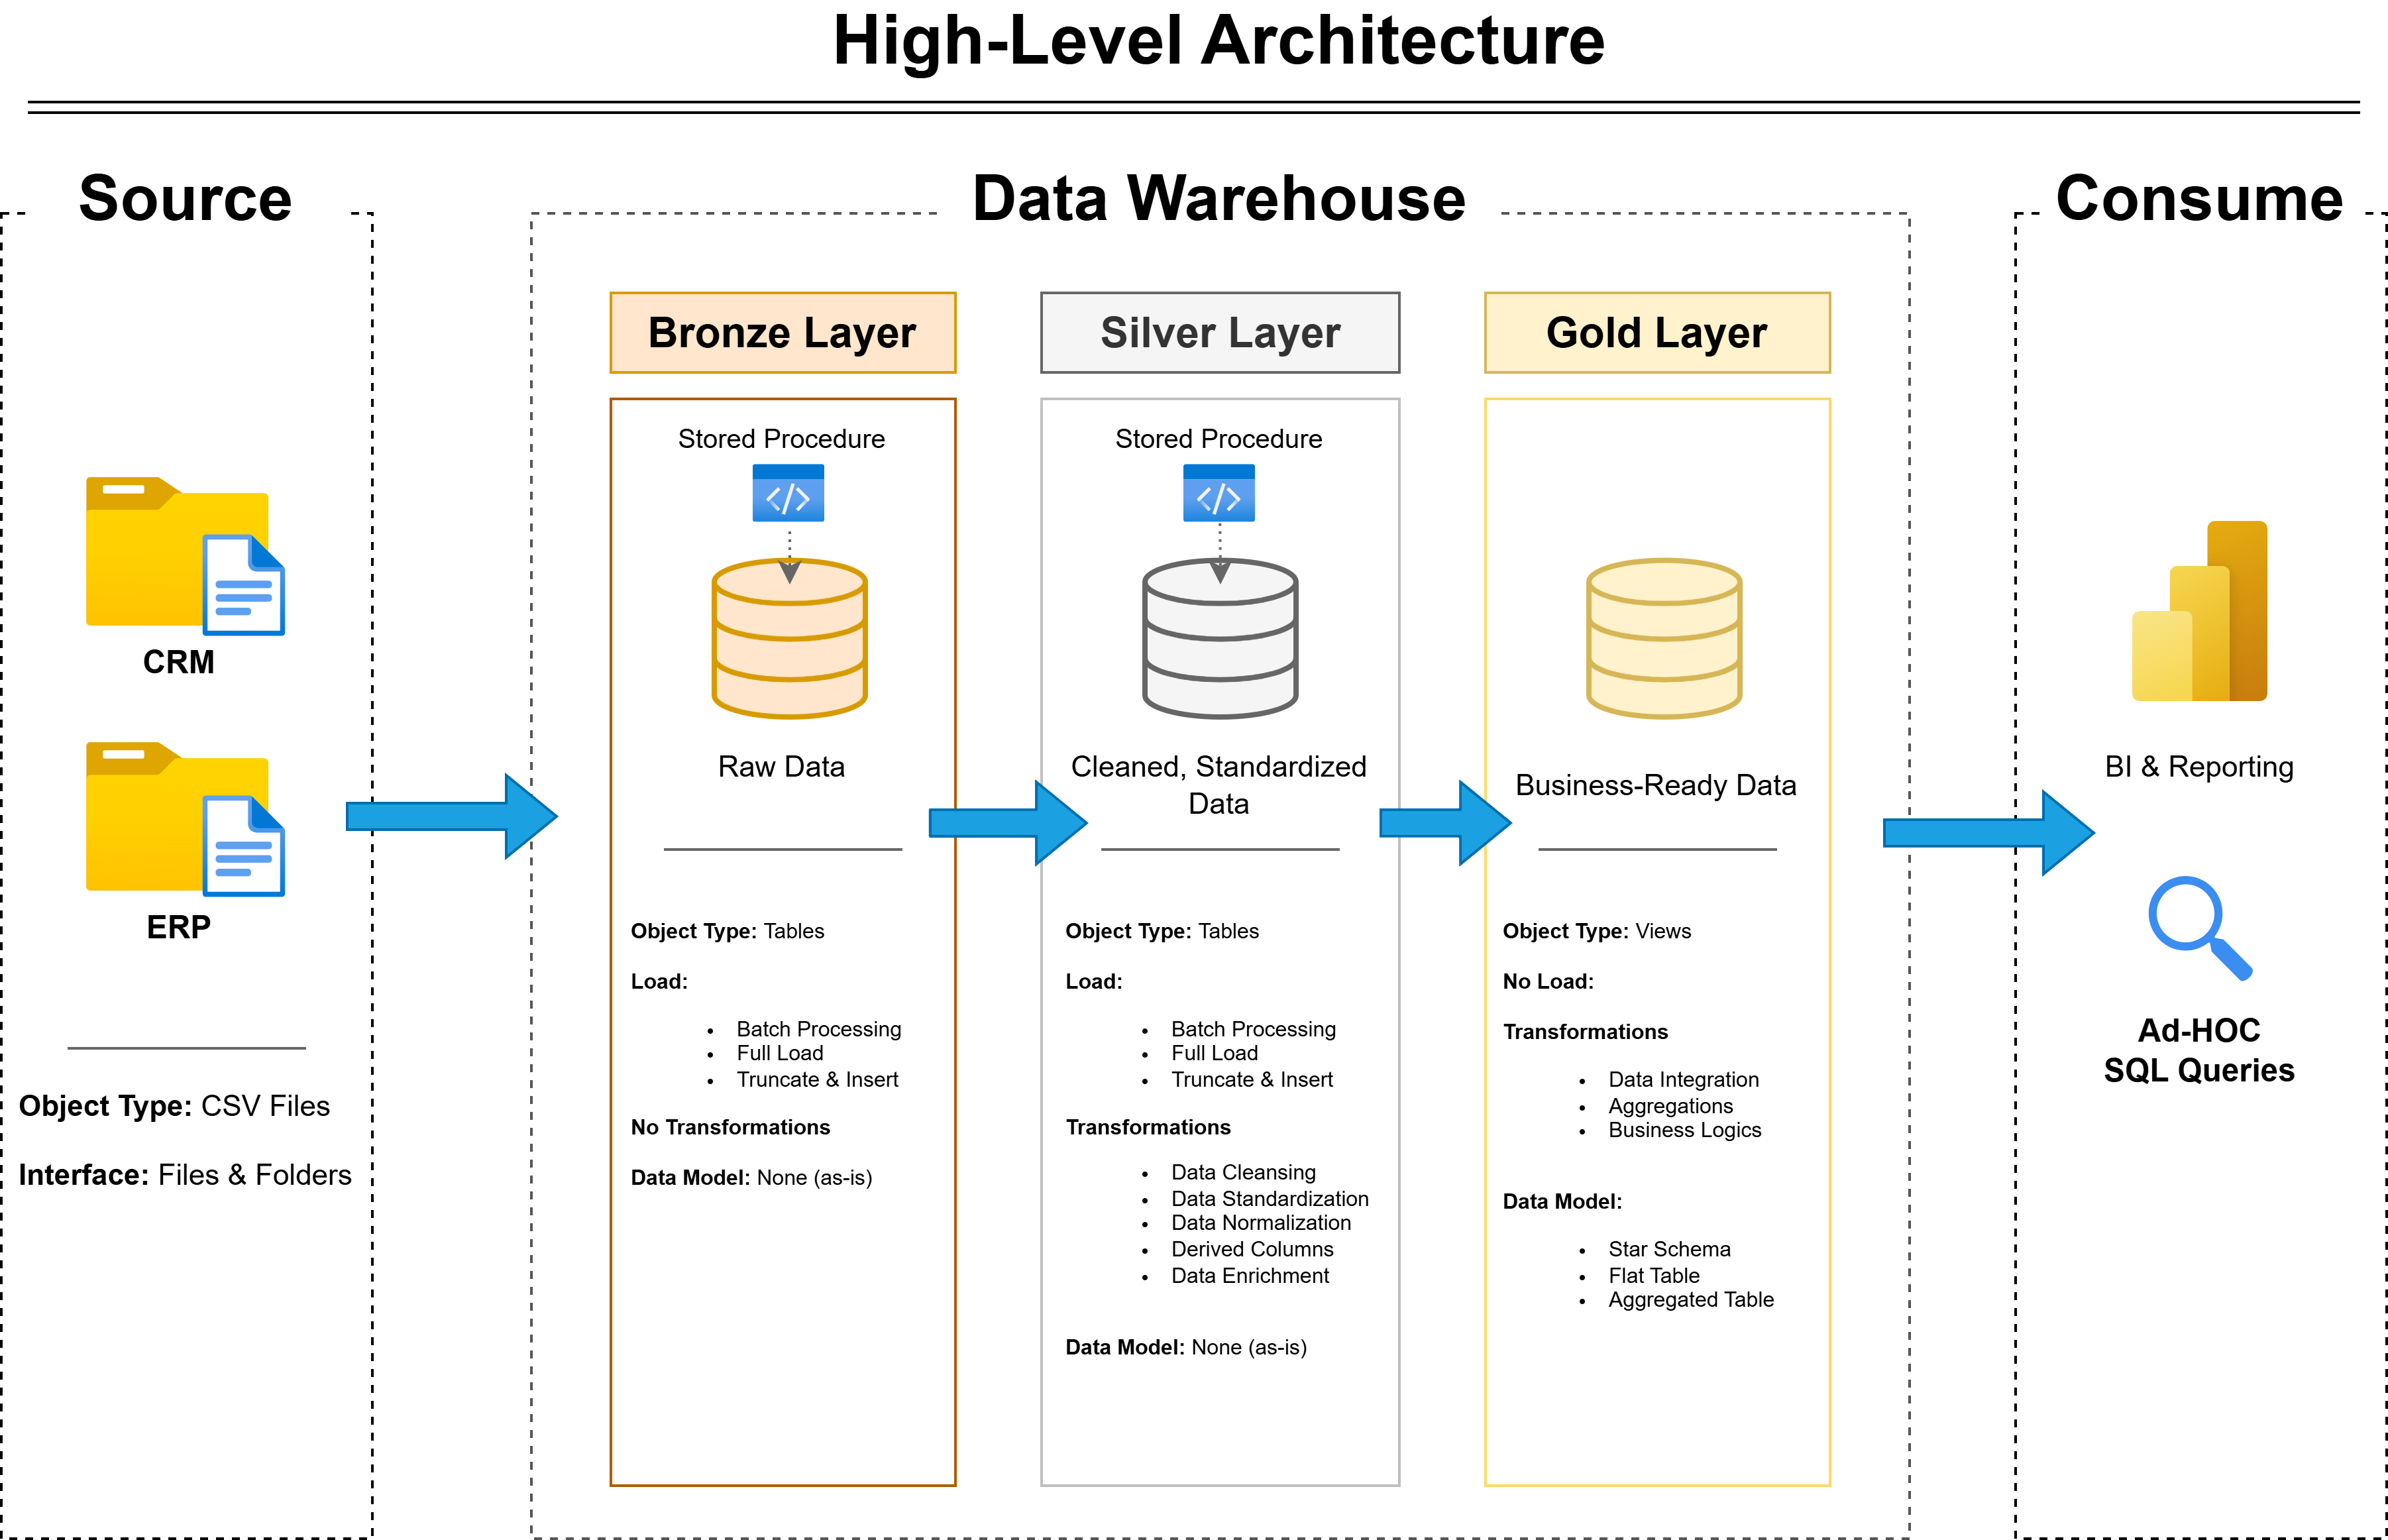 High-Level Architecture
Source
CRM
ERP
Object Type: CSV Files
Interface: Files & Folders
Data Warehouse
Bronze Layer
Stored Procedure
</>
Raw Data
Object Type: Tables
Load:
• Batch Processing
• Full Load
• Truncate & Insert
No Transformations
Data Model: None (as-is)
Silver Layer
Stored Procedure
</>
Cleaned, Standardized
Data
Object Type: Tables
Load:
• Batch Processing
• Full Load
• Truncate & Insert
Transformations
• Data Cleansing
• Data Standardization
• Data Normalization
• Derived Columns
• Data Enrichment
Data Model: None (as-is)
Gold Layer
Business-Ready Data
Object Type: Views
No Load:
Transformations
• Data Integration
• Aggregations
• Business Logics
Data Model:
• Star Schema
• Flat Table
• Aggregated Table
Consume
BI & Reporting
Ad-HOC
SQL Queries